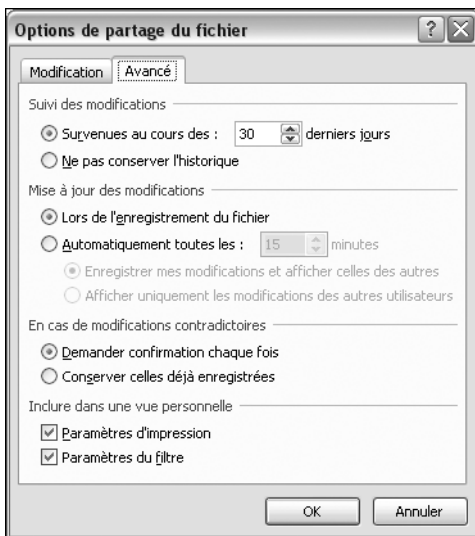 Options de partage du fichier
Modification Avancé
Suivi des modifications
Survenues au cours des : 30 derniers jours
Ne pas conserver l'historique
Mise à jour des modifications
Lors de l'enregistrement du fichier
Automatiquement toutes les : 15 minutes
Enregistrer mes modifications et afficher celles des autres
Afficher uniquement les modifications des autres utilisateurs
En cas de modifications contradictoires
Demander confirmation chaque fois
Conserver celles déjà enregistrées
Inclure dans une vue personnelle
Paramètres d'impression
Paramètres du filtre
OK Annuler